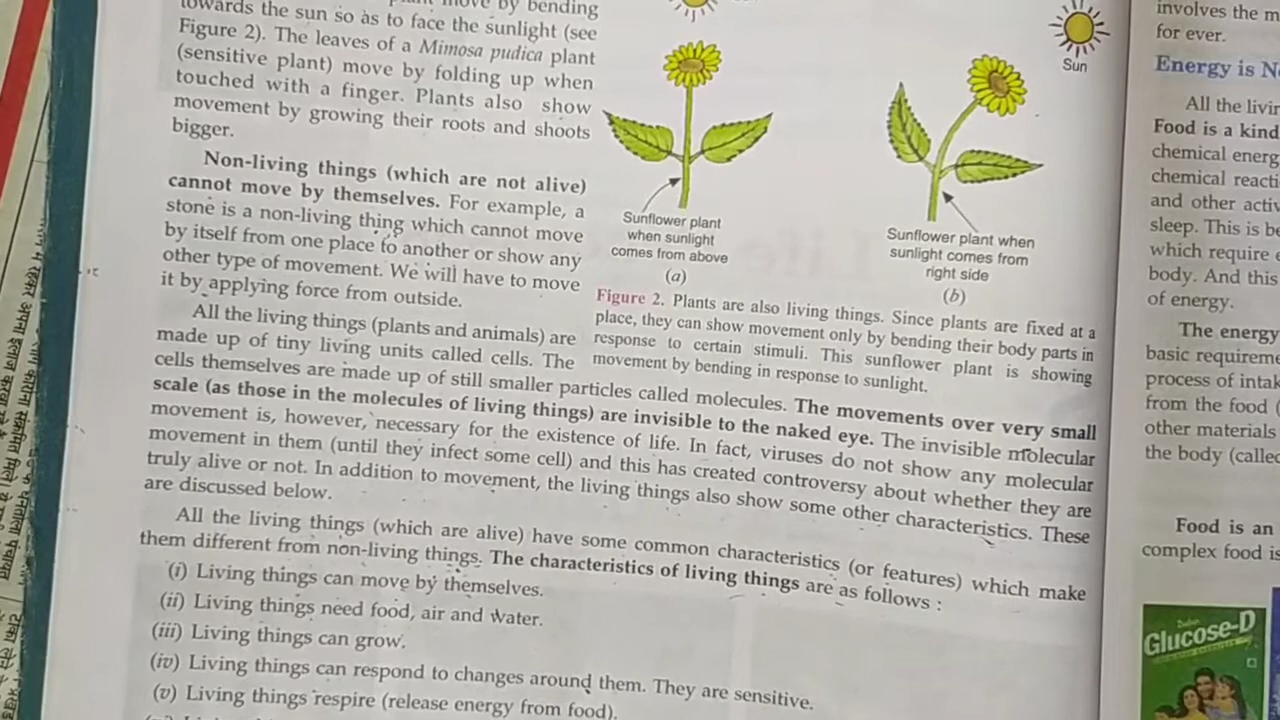 plant move by bending
towards the sun so as to face the sunlight (see
Figure 2). The leaves of a Mimosa pudica plant
(sensitive plant) move by folding up when
touched with a finger. Plants also show
movement by growing their roots and shoots
bigger.
Non-living things (which are not alive)
cannot move by themselves. For example, a
stone is a non-living thing which cannot move
by itself from one place to another or show any
other type of movement. We will have to move
it by applying force from outside.
Sun
Sunflower plant
when sunlight
comes from above
(a)
Sunflower plant when
sunlight comes from
right side
(b)
Figure 2. Plants are also living things. Since plants are fixed at a
place, they can show movement only by bending their body parts in
response to certain stimuli. This sunflower plant is showing
movement by bending in response to sunlight.
All the living things (plants and animals) are
made up of tiny living units called cells. The
cells themselves are made up of still smaller particles called molecules. The movements over very small
scale (as those in the molecules of living things) are invisible to the naked eye. The invisible molecular
movement is, however, necessary for the existence of life. In fact, viruses do not show any molecular
movement in them (until they infect some cell) and this has created controversy about whether they are
truly alive or not. In addition to movement, the living things also show some other characteristics. These
are discussed below.
All the living things (which are alive) have some common characteristics (or features) which make
them different from non-living things. The characteristics of living things are as follows :
(i) Living things can move by themselves.
(ii) Living things need food, air and water.
(iii) Living things can grow.
(iv) Living things can respond to changes around them. They are sensitive.
(v) Living things respire (release energy from food).
involves the m
for ever.
Energy is N
All the livin
Food is a kind
chemical energ
chemical reacti
and other activ
sleep. This is be
which require e
body. And this
of energy.
The energy
basic requireme
process of intak
from the food (
other materials
the body (called
Food is an
complex food is
Glucose-D